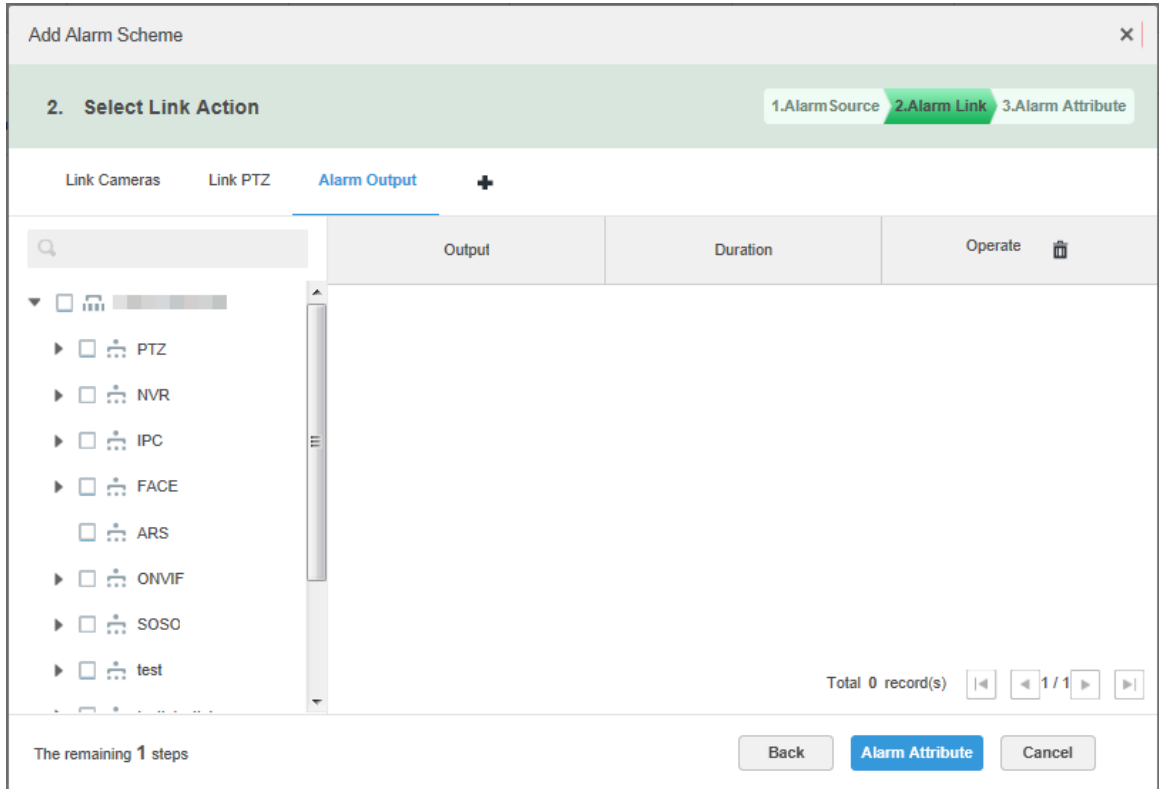 Add Alarm Scheme
2. Select Link Action
1.Alarm Source 2.Alarm Link 3.Alarm Attribute
Link Cameras Link PTZ Alarm Output
Output Duration Operate
PTZ
NVR
IPC
FACE
ARS
ONVIF
SOSO
test
Total 0 record(s) 1 / 1
The remaining 1 steps Back Alarm Attribute Cancel